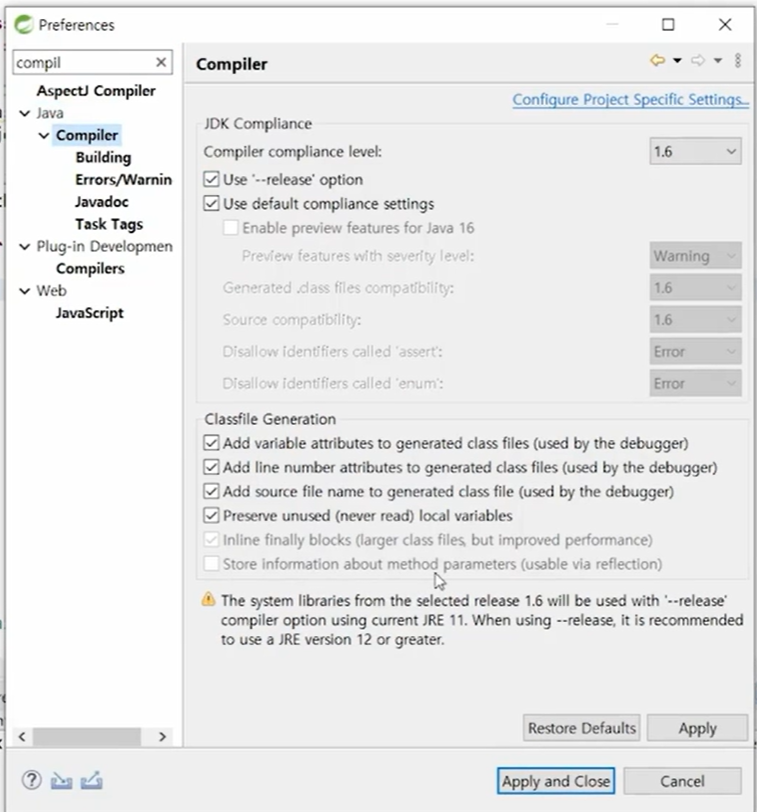 Preferences
compil
Compiler
Configure Project Specific Settings...
AspectJ Compiler
Java
Compiler
Building
Errors/Warnin
Javadoc
Task Tags
Plug-in Developmen
Compilers
Web
JavaScript
JDK Compliance
Compiler compliance level: 1.6
Use '--release' option
Use default compliance settings
Enable preview features for Java 16
Preview features with severity level: Warning
Generated .class files compatibility: 1.6
Source compatibility: 1.6
Disallow identifiers called 'assert': Error
Disallow identifiers called 'enum': Error
Classfile Generation
Add variable attributes to generated class files (used by the debugger)
Add line number attributes to generated class files (used by the debugger)
Add source file name to generated class file (used by the debugger)
Preserve unused (never read) local variables
Inline finally blocks (larger class files, but improved performance)
Store information about method parameters (usable via reflection)
The system libraries from the selected release 1.6 will be used with '--release'
compiler option using current JRE 11. When using --release, it is recommended
to use a JRE version 12 or greater.
Restore Defaults
Apply
Apply and Close
Cancel